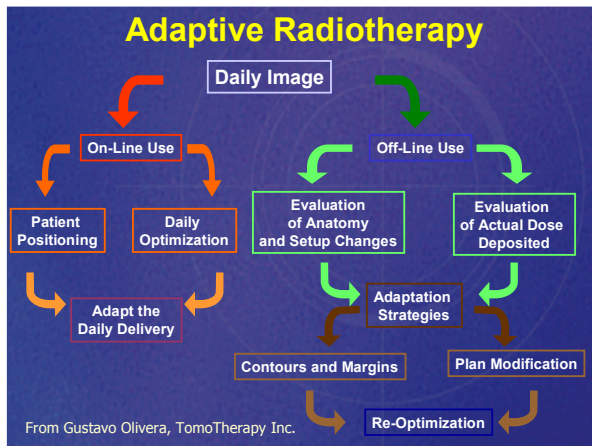 Adaptive Radiotherapy
Daily Image
On-Line Use
Off-Line Use
Patient
Positioning
Daily
Optimization
Evaluation
of Anatomy
and Setup Changes
Evaluation
of Actual Dose
Deposited
Adapt the
Daily Delivery
Adaptation
Strategies
Contours and Margins
Plan Modification
Re-Optimization
From Gustavo Olivera, TomoTherapy Inc.